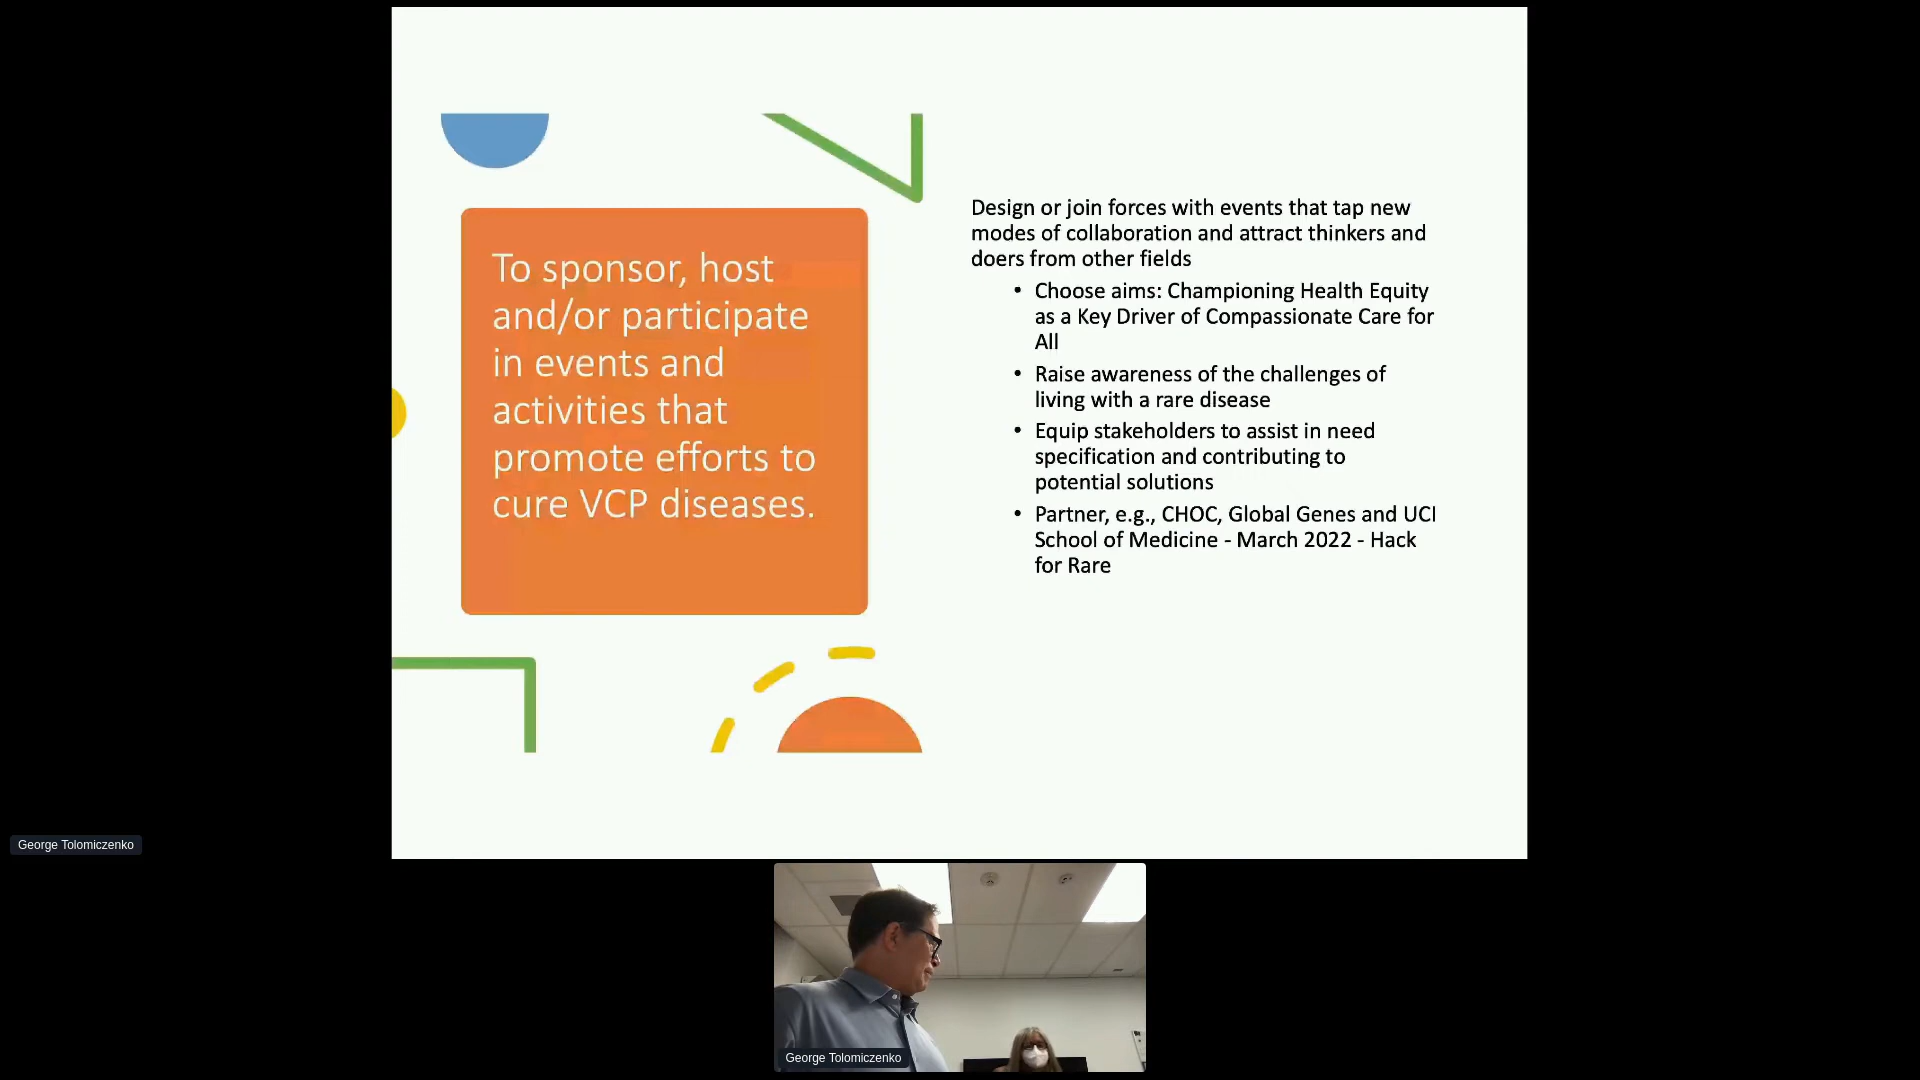 To sponsor, host
and/or participate
in events and
activities that
promote efforts to
cure VCP diseases.
Design or join forces with events that tap new
modes of collaboration and attract thinkers and
doers from other fields
• Choose aims: Championing Health Equity
as a Key Driver of Compassionate Care for
All
• Raise awareness of the challenges of
living with a rare disease
• Equip stakeholders to assist in need
specification and contributing to
potential solutions
• Partner, e.g., CHOC, Global Genes and UCI
School of Medicine - March 2022 - Hack
for Rare
George Tolomiczenko
George Tolomiczenko